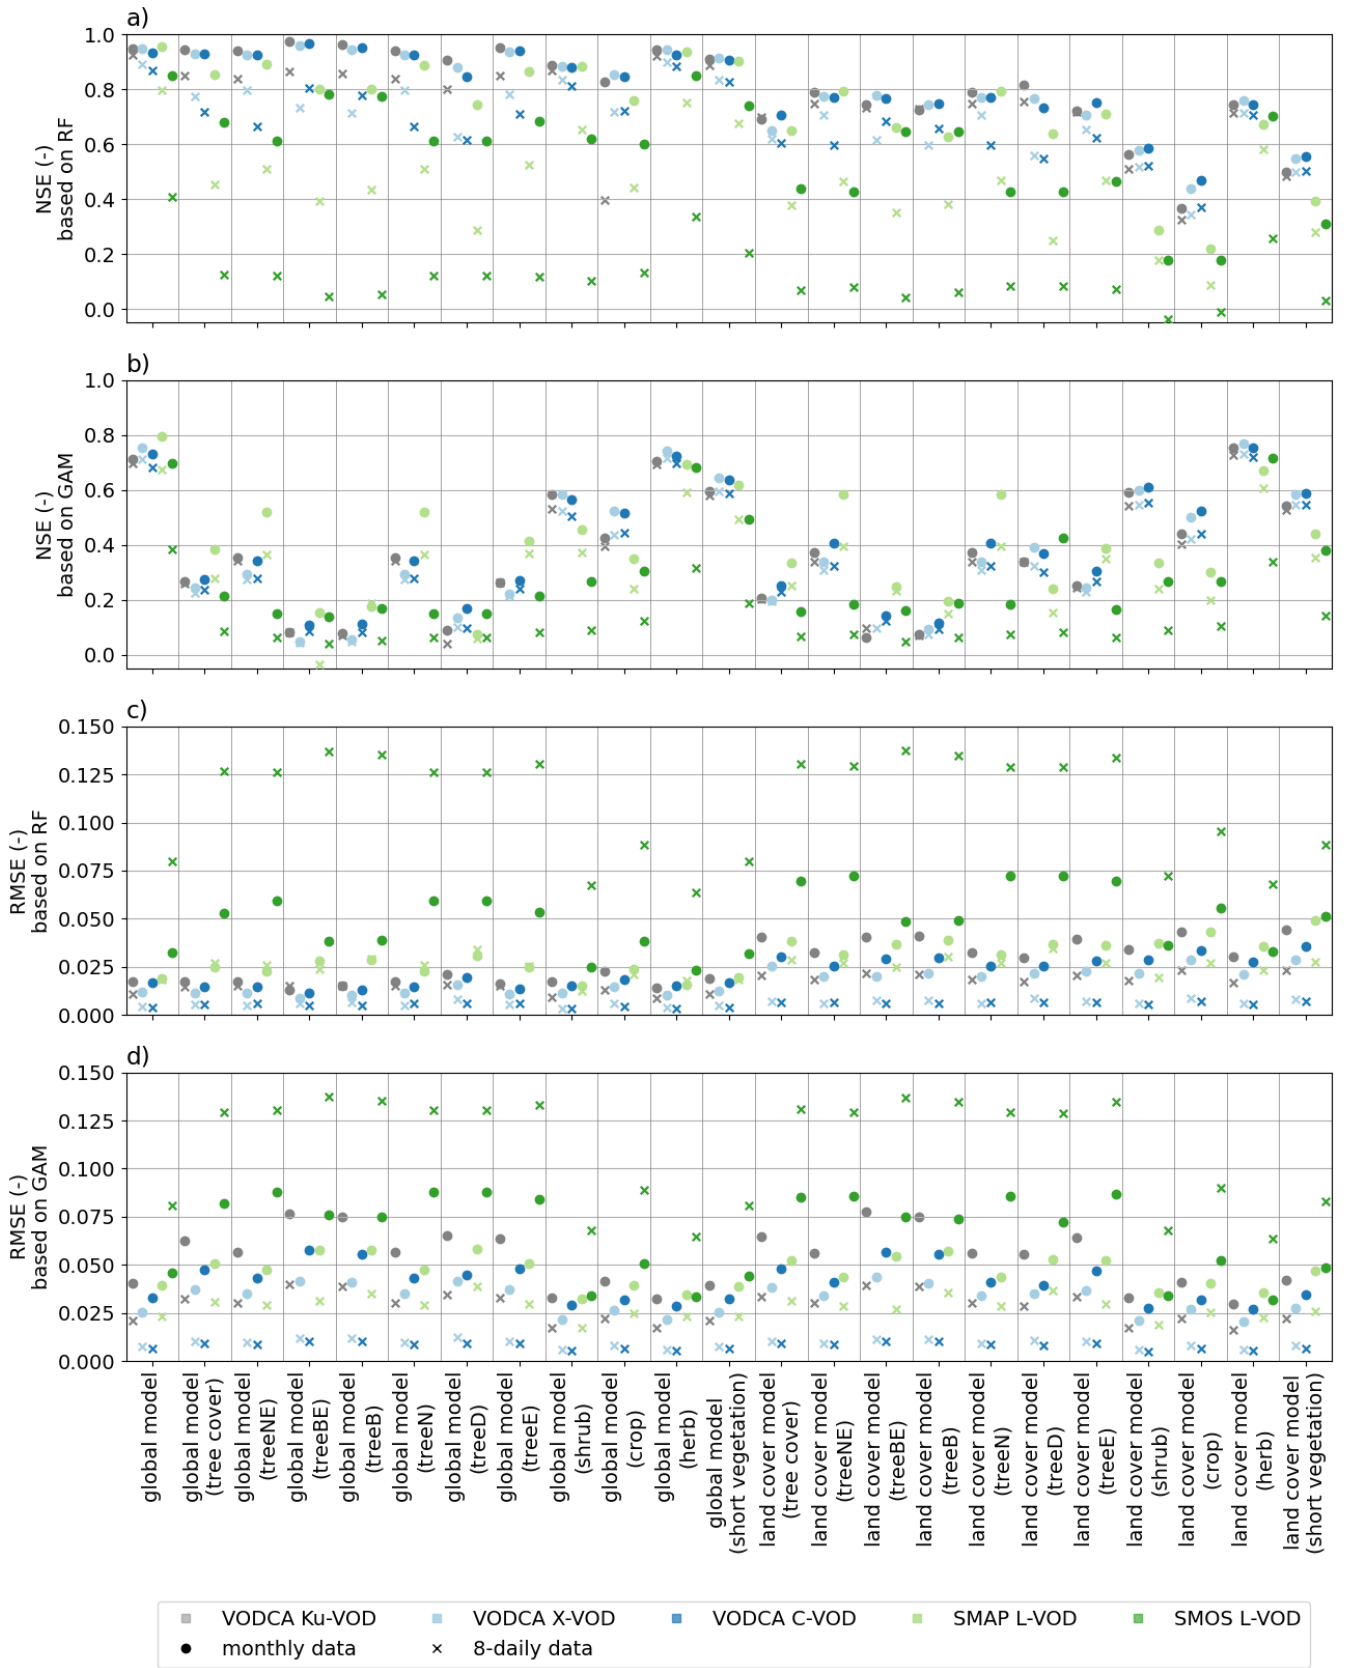 a)
1.0
0.8
0.6
0.4
0.2
0.0
NSE (-)
based on RF
b)
1.0
0.8
0.6
0.4
0.2
0.0
NSE (-)
based on GAM
c)
0.150
0.125
0.100
0.075
0.050
0.025
0.000
RMSE (-)
based on RF
d)
0.150
0.125
0.100
0.075
0.050
0.025
0.000
RMSE (-)
based on GAM
global model
global model
(tree cover)
global model
(treeNE)
global model
(treeBE)
global model
(treeB)
global model
(treeN)
global model
(treeD)
global model
(treeE)
global model
(shrub)
global model
(crop)
global model
(herb)
global model
(short vegetation)
land cover model
(tree cover)
land cover model
(treeNE)
land cover model
(treeBE)
land cover model
(treeB)
land cover model
(treeN)
land cover model
(treeD)
land cover model
(treeE)
land cover model
(shrub)
land cover model
(crop)
land cover model
(herb)
land cover model
(short vegetation)
VODCA Ku-VOD VODCA X-VOD VODCA C-VOD SMAP L-VOD SMOS L-VOD
monthly data 8-daily data